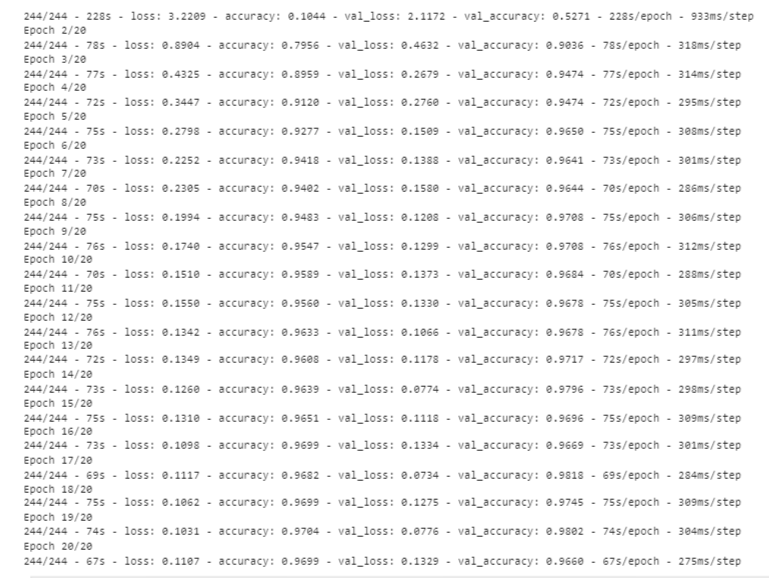 244/244 - 228s - loss: 3.2209 - accuracy: 0.1044 - val_loss: 2.1172 - val_accuracy: 0.5271 - 228s/epoch - 933ms/step
Epoch 2/20
244/244 - 78s - loss: 0.8904 - accuracy: 0.7956 - val_loss: 0.4632 - val_accuracy: 0.9036 - 78s/epoch - 318ms/step
Epoch 3/20
244/244 - 77s - loss: 0.4325 - accuracy: 0.8959 - val_loss: 0.2679 - val_accuracy: 0.9474 - 77s/epoch - 314ms/step
Epoch 4/20
244/244 - 72s - loss: 0.3447 - accuracy: 0.9120 - val_loss: 0.2760 - val_accuracy: 0.9474 - 72s/epoch - 295ms/step
Epoch 5/20
244/244 - 75s - loss: 0.2798 - accuracy: 0.9277 - val_loss: 0.1509 - val_accuracy: 0.9650 - 75s/epoch - 308ms/step
Epoch 6/20
244/244 - 73s - loss: 0.2252 - accuracy: 0.9418 - val_loss: 0.1388 - val_accuracy: 0.9641 - 73s/epoch - 301ms/step
Epoch 7/20
244/244 - 70s - loss: 0.2305 - accuracy: 0.9402 - val_loss: 0.1580 - val_accuracy: 0.9644 - 70s/epoch - 286ms/step
Epoch 8/20
244/244 - 75s - loss: 0.1994 - accuracy: 0.9483 - val_loss: 0.1208 - val_accuracy: 0.9708 - 75s/epoch - 306ms/step
Epoch 9/20
244/244 - 76s - loss: 0.1740 - accuracy: 0.9547 - val_loss: 0.1299 - val_accuracy: 0.9708 - 76s/epoch - 312ms/step
Epoch 10/20
244/244 - 70s - loss: 0.1510 - accuracy: 0.9589 - val_loss: 0.1373 - val_accuracy: 0.9684 - 70s/epoch - 288ms/step
Epoch 11/20
244/244 - 75s - loss: 0.1550 - accuracy: 0.9560 - val_loss: 0.1330 - val_accuracy: 0.9678 - 75s/epoch - 305ms/step
Epoch 12/20
244/244 - 76s - loss: 0.1342 - accuracy: 0.9633 - val_loss: 0.1066 - val_accuracy: 0.9678 - 76s/epoch - 311ms/step
Epoch 13/20
244/244 - 72s - loss: 0.1349 - accuracy: 0.9608 - val_loss: 0.1178 - val_accuracy: 0.9717 - 72s/epoch - 297ms/step
Epoch 14/20
244/244 - 73s - loss: 0.1260 - accuracy: 0.9639 - val_loss: 0.0774 - val_accuracy: 0.9796 - 73s/epoch - 298ms/step
Epoch 15/20
244/244 - 75s - loss: 0.1310 - accuracy: 0.9651 - val_loss: 0.1118 - val_accuracy: 0.9696 - 75s/epoch - 309ms/step
Epoch 16/20
244/244 - 73s - loss: 0.1098 - accuracy: 0.9699 - val_loss: 0.1334 - val_accuracy: 0.9669 - 73s/epoch - 301ms/step
Epoch 17/20
244/244 - 69s - loss: 0.1117 - accuracy: 0.9682 - val_loss: 0.0734 - val_accuracy: 0.9818 - 69s/epoch - 284ms/step
Epoch 18/20
244/244 - 75s - loss: 0.1062 - accuracy: 0.9699 - val_loss: 0.1275 - val_accuracy: 0.9745 - 75s/epoch - 309ms/step
Epoch 19/20
244/244 - 74s - loss: 0.1031 - accuracy: 0.9704 - val_loss: 0.0776 - val_accuracy: 0.9802 - 74s/epoch - 304ms/step
Epoch 20/20
244/244 - 67s - loss: 0.1107 - accuracy: 0.9699 - val_loss: 0.1329 - val_accuracy: 0.9660 - 67s/epoch - 275ms/step